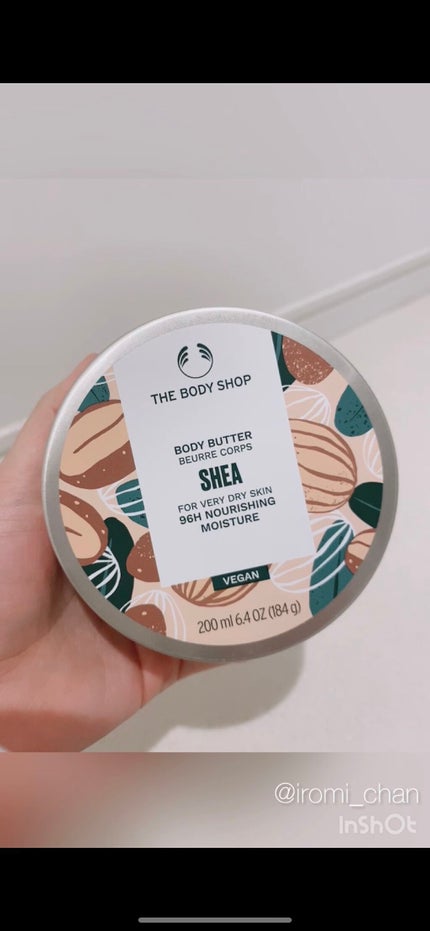 THE BODY SHOP
BODY BUTTER
BEURRE CORPS
SHEA
FOR VERY DRY SKIN
96H NOURISHING
MOISTURE
VEGAN
200 ml 6.4 OZ (184 g)
@iromi_chan
InShOt